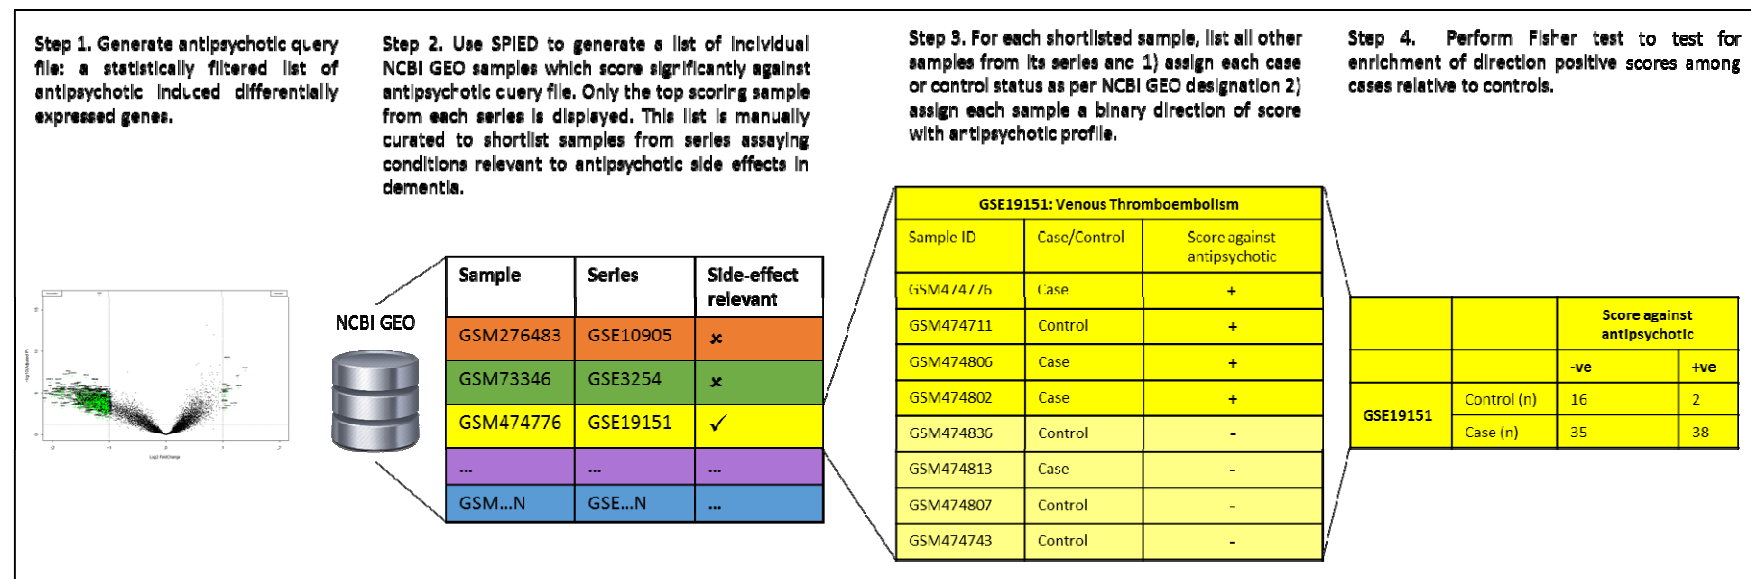 Step 1. Generate antipsychotic query
file: a statistically filtered list of
antipsychotic induced differentially
expressed genes.
Step 2. Use SPIED to generate a list of individual
NCBI GEO samples which score significantly against
antipsychotic query file. Only the top scoring sample
from each series is displayed. This list is manually
curated to shortlist samples from series assaying
conditions relevant to antipsychotic side effects in
dementia.
Step 3. For each shortlisted sample, list all other
samples from its series and 1) assign each case
or control status as per NCBI GEO designation 2)
assign each sample a binary direction of score
with antipsychotic profile.
Step 4. Perform Fisher test to test for
enrichment of direction positive scores among
cases relative to controls.
NCBI GEO
Sample Series Side-effect
relevant
GSM276483 GSE10905 ×
GSM73346 GSE3254 ×
GSM474776 GSE19151 ✓
... ... ...
GSM...N GSE...N ...
GSE19151: Venous Thromboembolism
Sample ID Case/Control Score against
antipsychotic
GSM474776 Case +
GSM474711 Control +
GSM474806 Case +
GSM474802 Case +
GSM474836 Control -
GSM474813 Case -
GSM474807 Control -
GSM474743 Control -
Score against
antipsychotic
-ve +ve
GSE19151
Control (n) 16 2
Case (n) 35 38